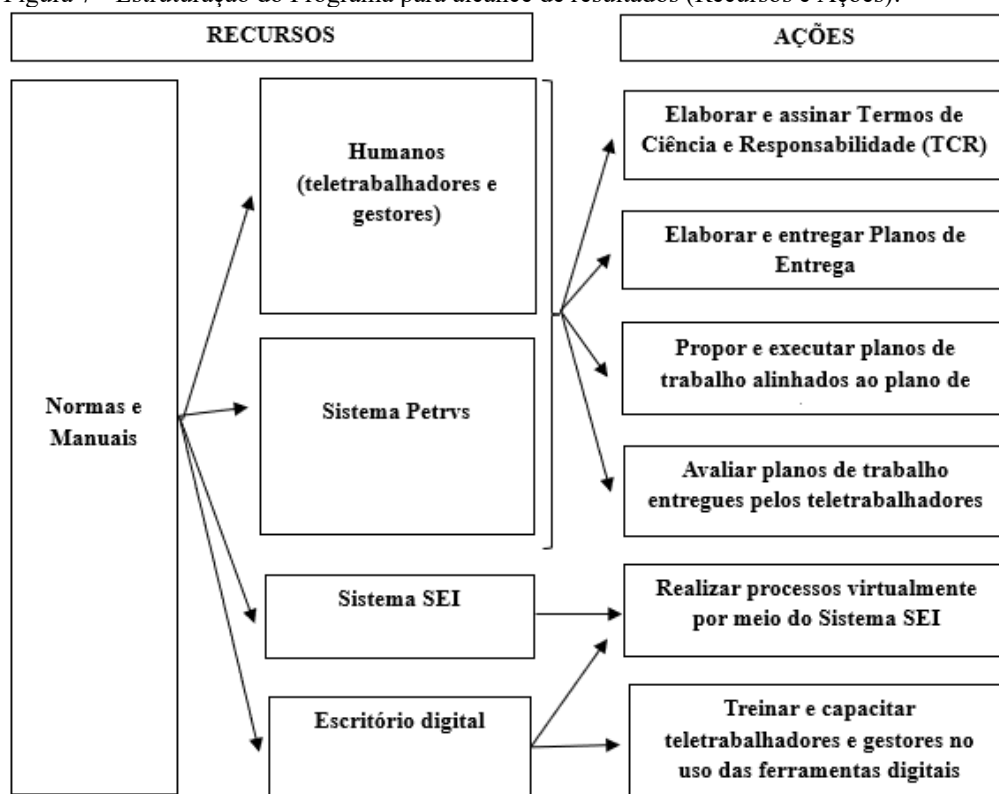 Figura 7 - Estruturação do Programa para alcance de resultados (Recursos e Ações).
RECURSOS
AÇÕES
Normas e
Manuais
Humanos
(teletrabalhadores e
gestores)
Sistema Petrvs
Sistema SEI
Escritório digital
Elaborar e assinar Termos de
Ciência e Responsabilidade (TCR)
Elaborar e entregar Planos de
Entrega
Propor e executar planos de
trabalho alinhados ao plano de
Avaliar planos de trabalho
entregues pelos teletrabalhadores
Realizar processos virtualmente
por meio do Sistema SEI
Treinar e capacitar
teletrabalhadores e gestores no
uso das ferramentas digitais